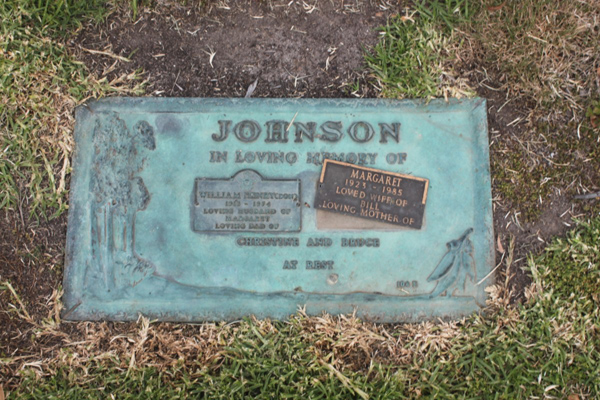 JOHNSON
IN LOVING MEMORY OF
WILLIAM
LOVING HUSBAND OF
MARGARET
LOVING DAD OF
MARGARET
1923 - 1985
LOVED WIFE OF
BILL
LOVING MOTHER OF
CHRISTINE AND BRUCE
AT REST